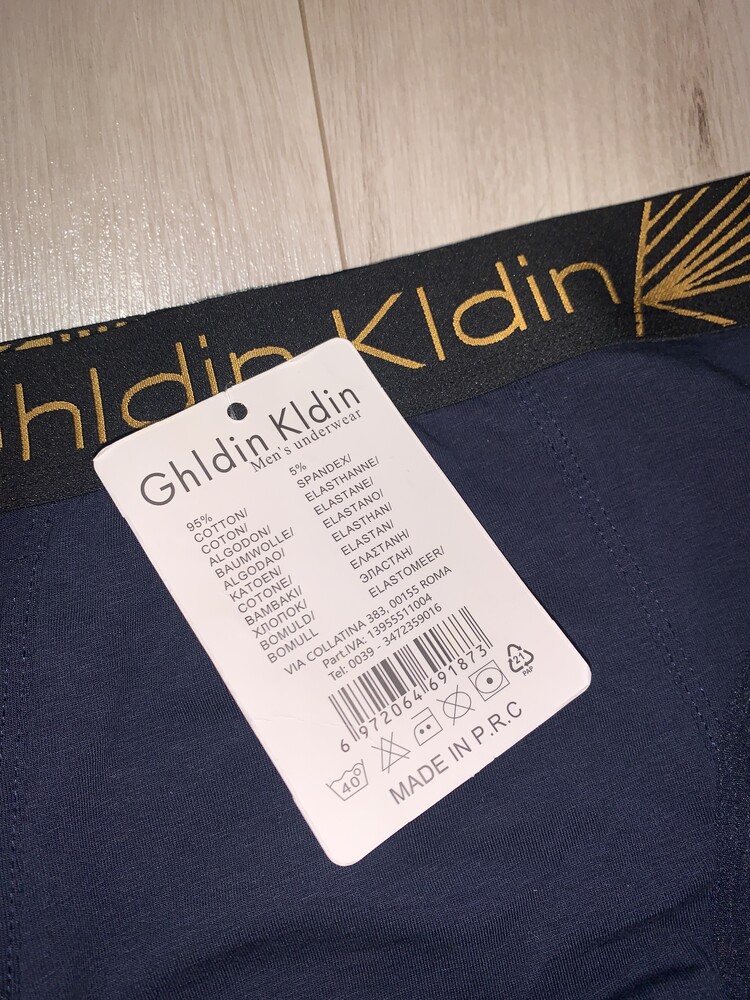 Ghldin Kldin
Ghldin Kldin
Men's underwear
95%
COTTON/
COTON/
ALGODON/
BAUMWOLLE/
ALGODAO/
KATOEN/
COTONE/
BAMBAKI/
ХЛОПОК/
BOMULD/
BOMULL
5%
SPANDEX/
ELASTHANNE/
ELASTANE/
ELASTANO/
ELASTHAN/
ELASTAN/
ΕΛΑΣΤΑΝΗ/
ЭЛАСТАН/
ELASTOMEER/
VIA COLLATINA 383, 00155 ROMA
Part.IVA: 13955511004
Tel: 0039 - 3472359016
6 972064 691873
40°
21
PAP
MADE IN P.R.C